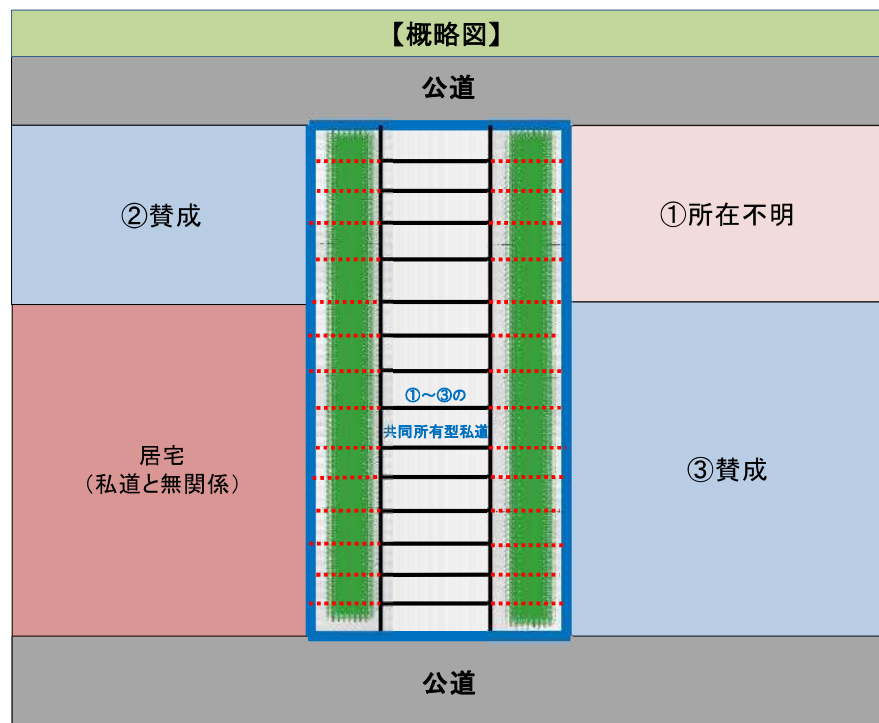 【概略図】
公道
②賛成
①所在不明
①～③の
共同所有型私道
居宅
（私道と無関係）
③賛成
公道